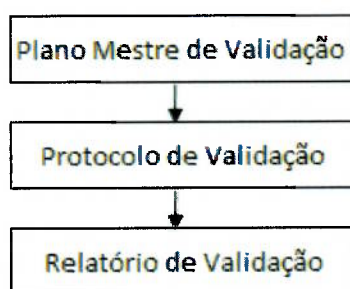 Plano Mestre de Validação
Protocolo de Validação
Relatório de Validação